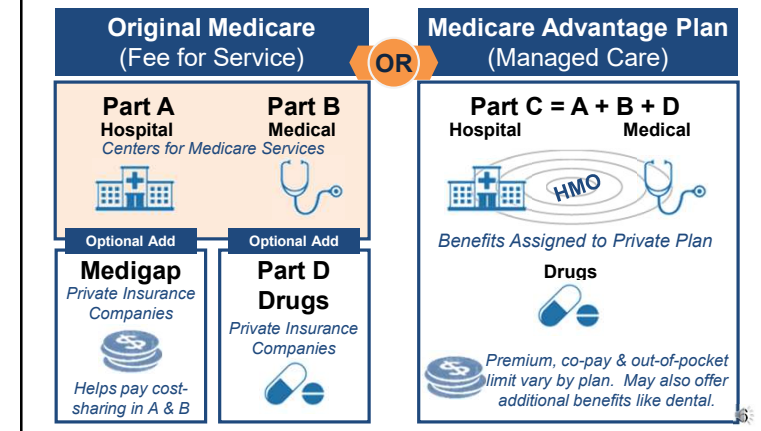 Original Medicare
(Fee for Service)
OR
Medicare Advantage Plan
(Managed Care)
Part A
Hospital
Part B
Medical
Centers for Medicare Services
Optional Add
Medigap
Private Insurance
Companies
Helps pay cost-
sharing in A & B
Optional Add
Part D
Drugs
Private Insurance
Companies
Part C = A + B + D
Hospital
Medical
HMO
Benefits Assigned to Private Plan
Drugs
Premium, co-pay & out-of-pocket
limit vary by plan. May also offer
additional benefits like dental.